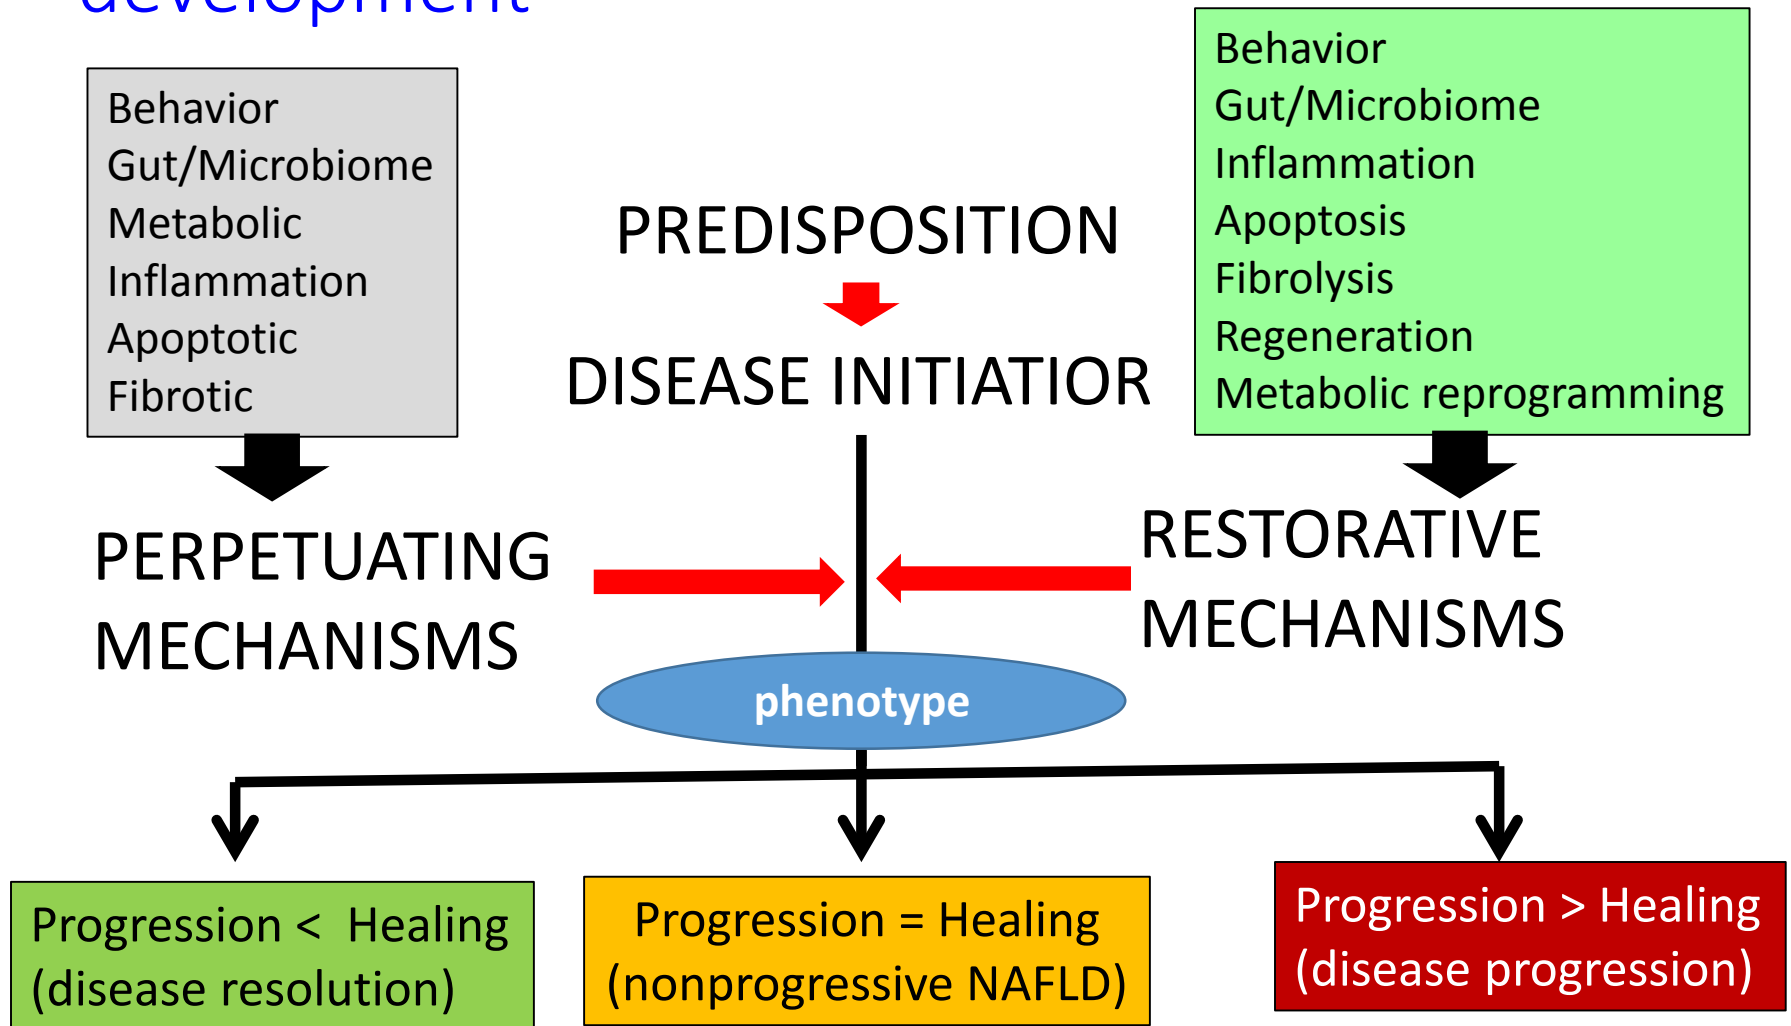 development
Behavior
Gut/Microbiome
Metabolic
Inflammation
Apoptotic
Fibrotic
PREDISPOSITION
DISEASE INITIATIOR
Behavior
Gut/Microbiome
Inflammation
Apoptosis
Fibrolysis
Regeneration
Metabolic reprogramming
PERPETUATING
MECHANISMS
RESTORATIVE
MECHANISMS
phenotype
Progression < Healing
(disease resolution)
Progression = Healing
(nonprogressive NAFLD)
Progression > Healing
(disease progression)